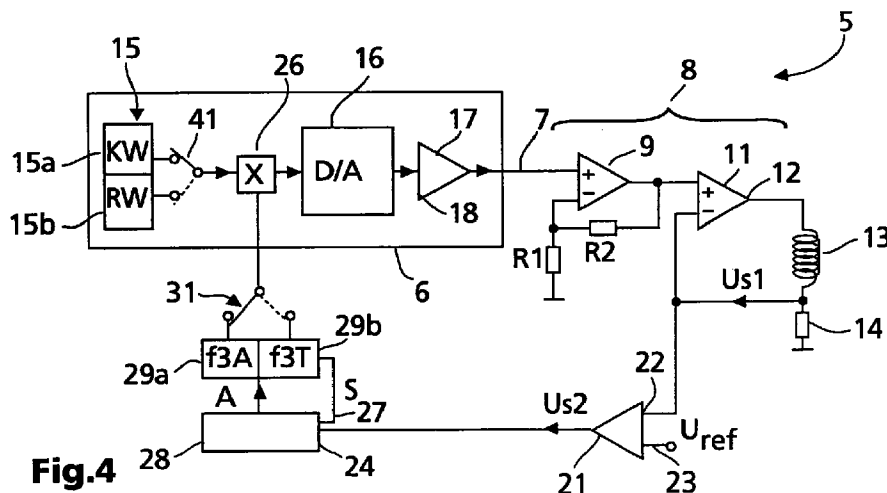 5
15
26
16
8
41
17
7
9
11
12
15a
KW
X
D/A
+
−
+
−
RW
18
13
15b
R1
R2
6
Us1
31
14
29b
f3A
f3T
22
29a
A
S
27
Us2
Uref
Fig.4
28
24
21
23